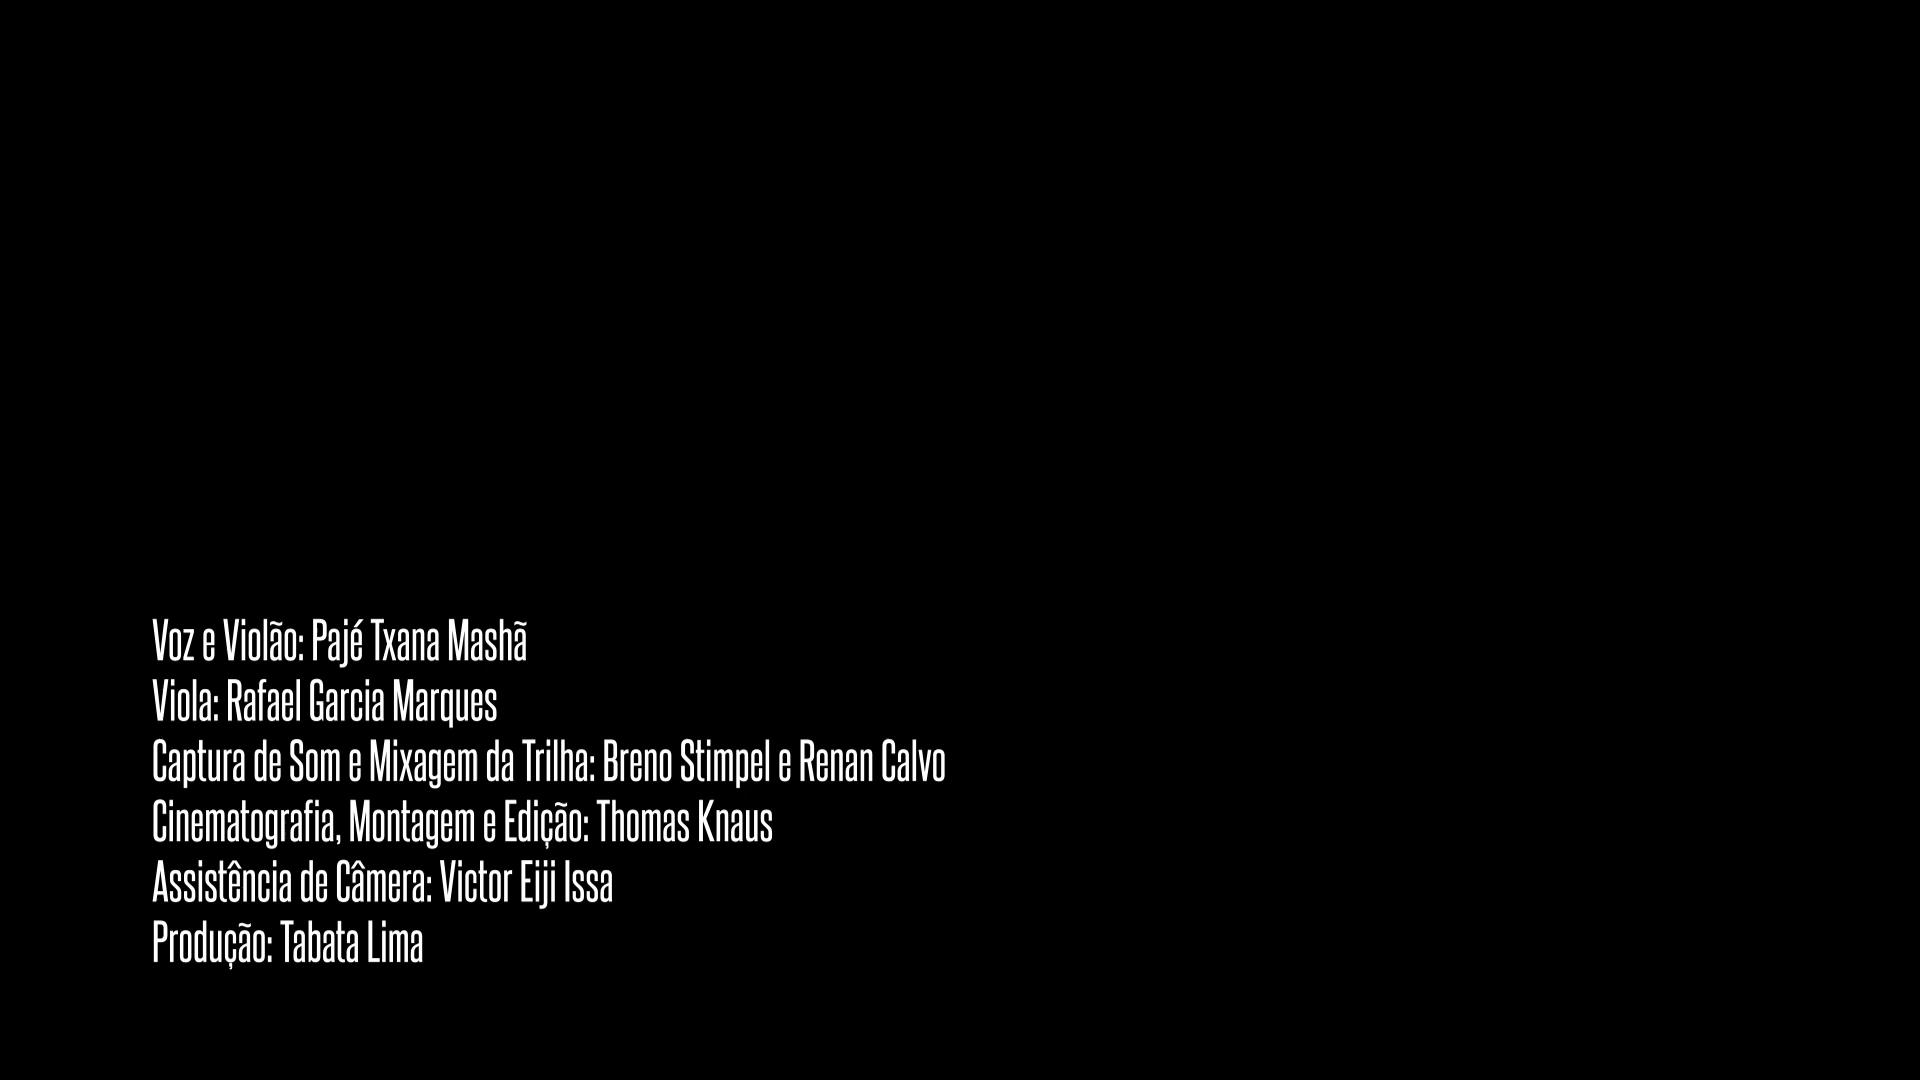 Voz e Violão: Pajé Txana Mashã
Viola: Rafael Garcia Marques
Captura de Som e Mixagem da Trilha: Breno Stimpel e Renan Calvo
Cinematografia, Montagem e Edição: Thomas Knaus
Assistência de Câmera: Victor Eiji Issa
Produção: Tabata Lima